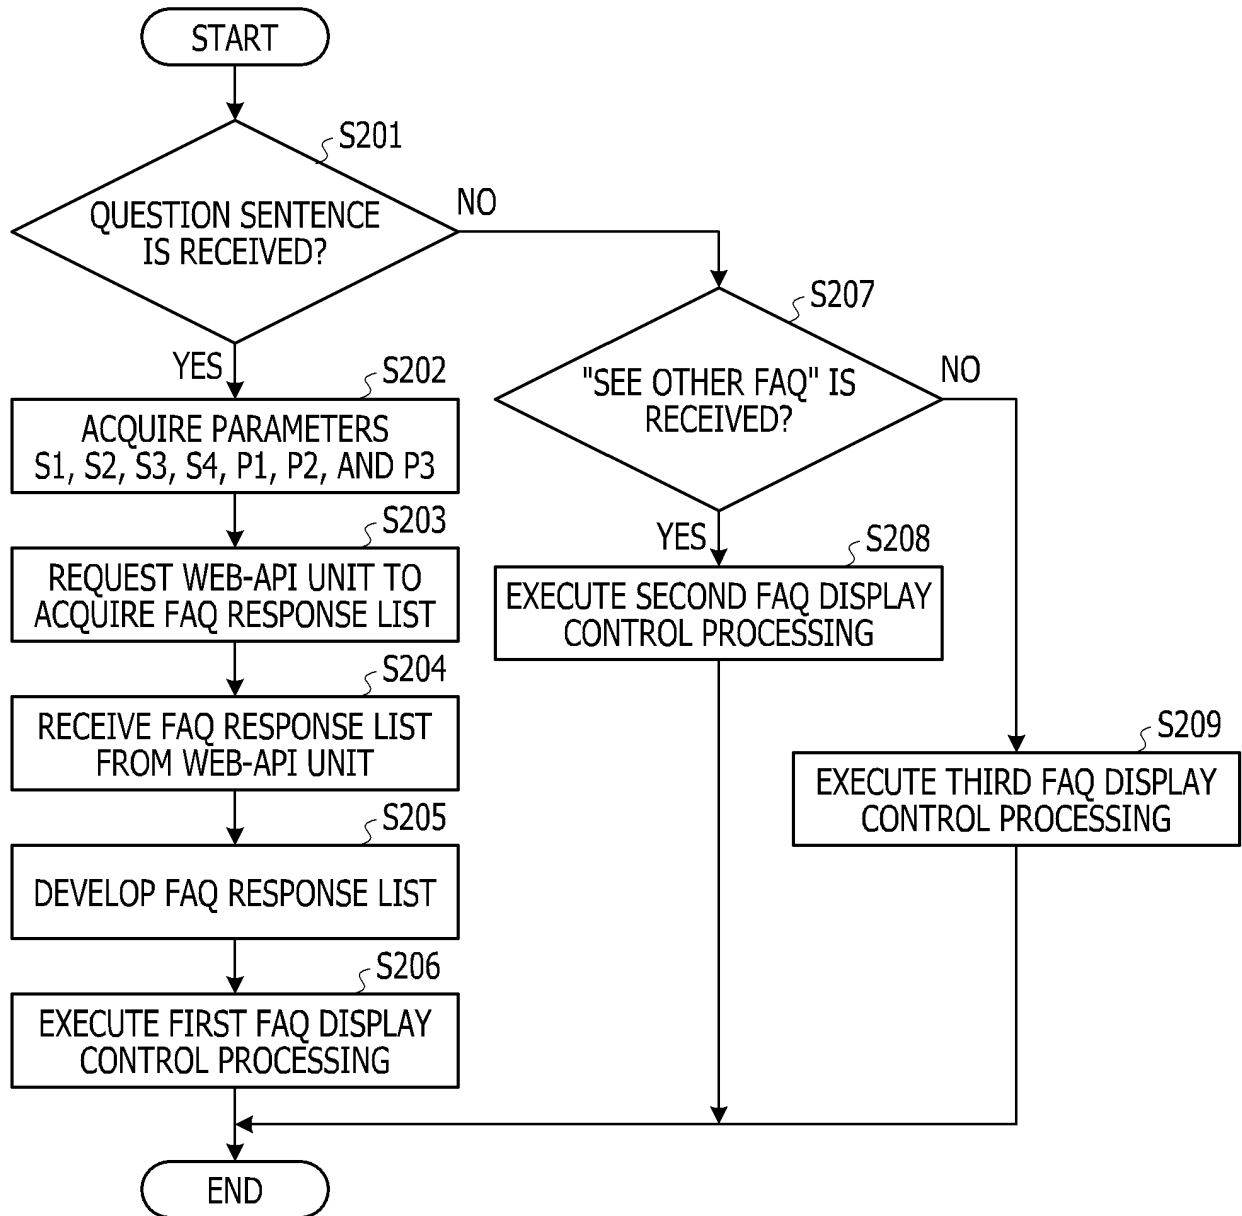 START
S201
QUESTION SENTENCE
IS RECEIVED?
NO
YES
S202
ACQUIRE PARAMETERS
S1, S2, S3, S4, P1, P2, AND P3
S203
REQUEST WEB-API UNIT TO
ACQUIRE FAQ RESPONSE LIST
S204
RECEIVE FAQ RESPONSE LIST
FROM WEB-API UNIT
S205
DEVELOP FAQ RESPONSE LIST
S206
EXECUTE FIRST FAQ DISPLAY
CONTROL PROCESSING
S207
"SEE OTHER FAQ" IS
RECEIVED?
NO
YES
S208
EXECUTE SECOND FAQ DISPLAY
CONTROL PROCESSING
S209
EXECUTE THIRD FAQ DISPLAY
CONTROL PROCESSING
END